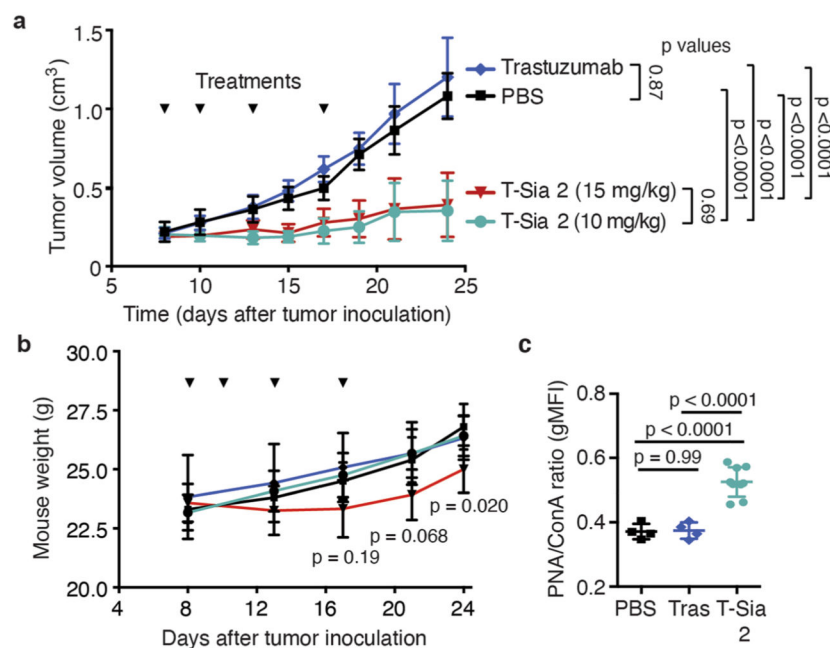 a
1.5
1.0
0.5
0
Tumor volume (cm³)
Treatments
5 10 15 20 25
Time (days after tumor inoculation)
p values
Trastuzumab
PBS
0.87
T-Sia 2 (15 mg/kg)
T-Sia 2 (10 mg/kg)
0.69
p <0.0001
p <0.0001
p <0.0001
p <0.0001
b
30.0
27.5
25.0
22.5
20.0
Mouse weight (g)
p = 0.19
p = 0.068
p = 0.020
4 8 12 16 20 24
Days after tumor inoculation
c
0.8
0.6
0.4
0.2
PNA/ConA ratio (gMFI)
p < 0.0001
p < 0.0001
p = 0.99
PBS Tras T-Sia
2